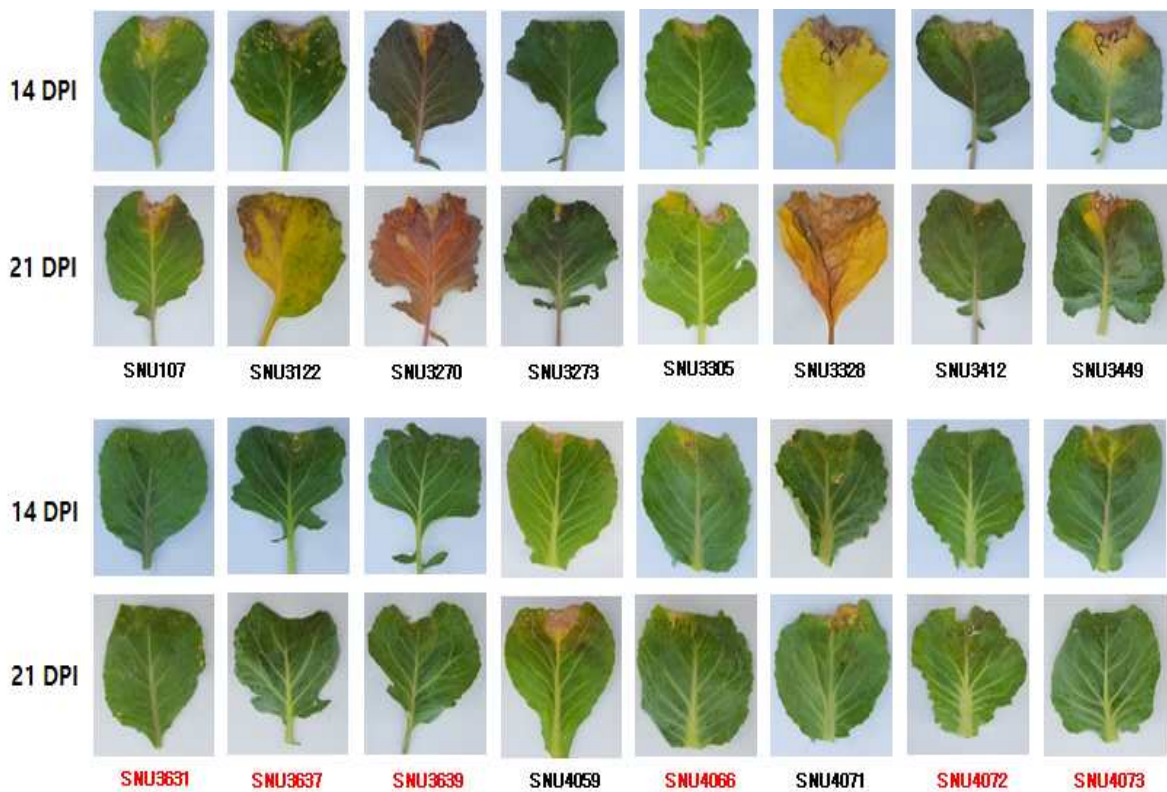 14 DPI
21 DPI
SNU107 SNU3122 SNU3270 SNU3273 SNU3305 SNU3328 SNU3412 SNU3449
14 DPI
21 DPI
SNU3631 SNU3637 SNU3639 SNU4059 SNU4066 SNU4071 SNU4072 SNU4073